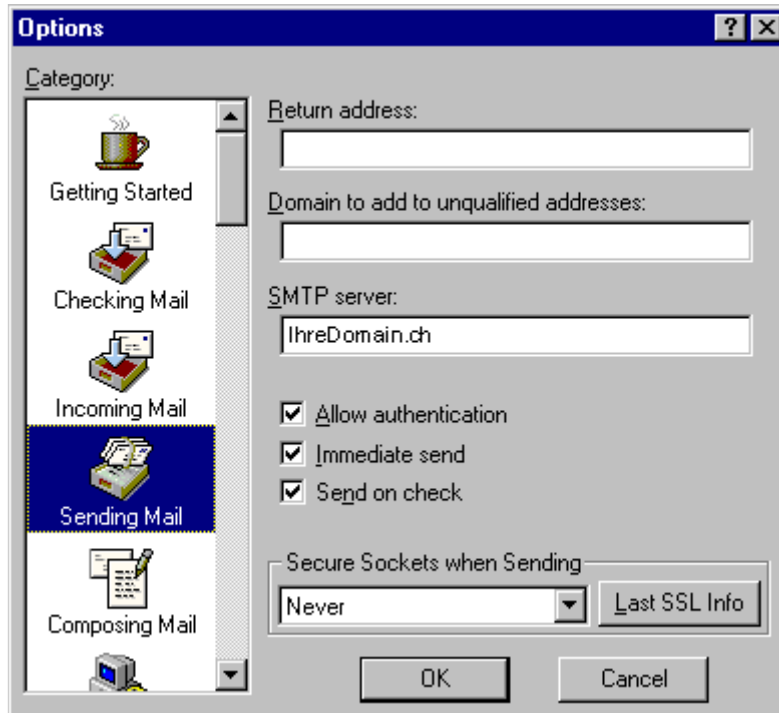 Options
Category:
Getting Started
Checking Mail
Incoming Mail
Sending Mail
Composing Mail
Return address:
Domain to add to unqualified addresses:
SMTP server:
IhreDomain.ch
Allow authentication
Immediate send
Send on check
Secure Sockets when Sending
Never
Last SSL Info
OK
Cancel